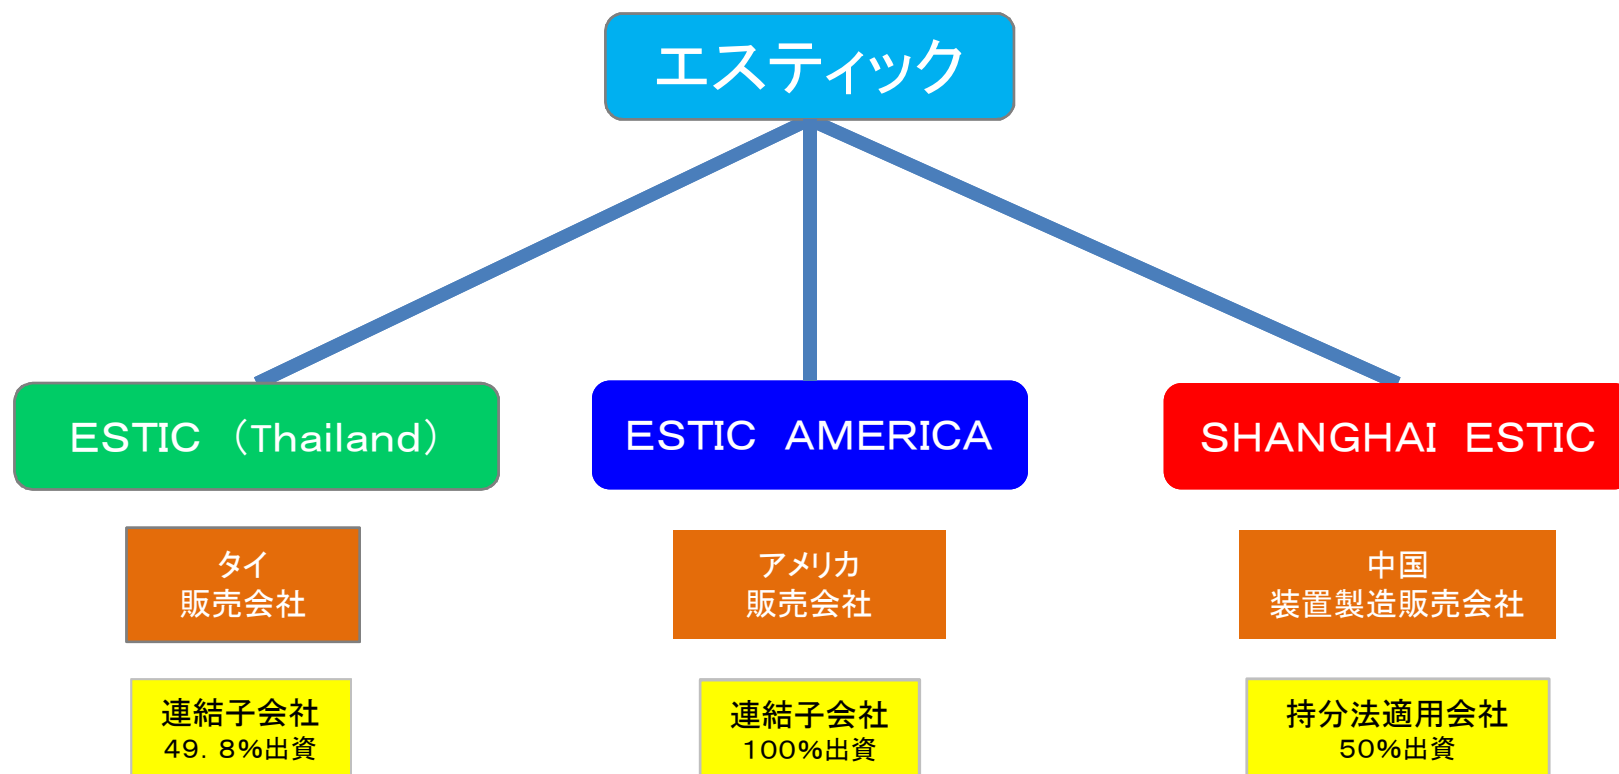 エスティック
ESTIC （Thailand）
ESTIC　AMERICA
SHANGHAI　ESTIC
タイ
販売会社
アメリカ
販売会社
中国
装置製造販売会社
連結子会社
49．8%出資
連結子会社
100%出資
持分法適用会社
50%出資